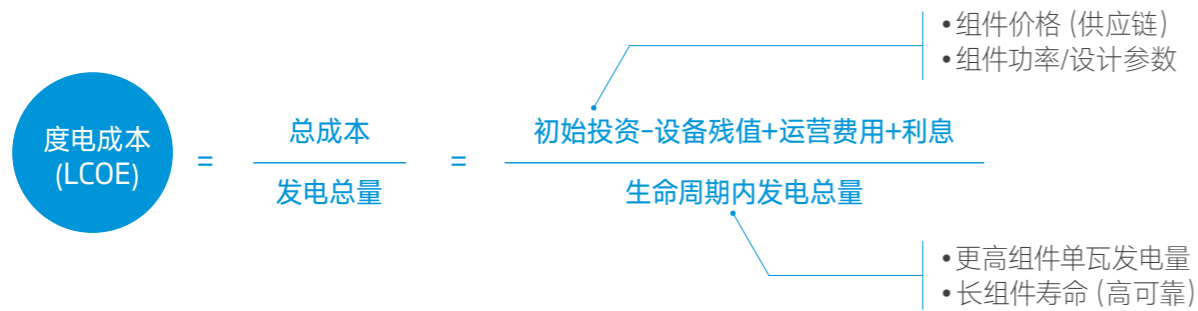 • 组件价格 (供应链)
• 组件功率/设计参数
度电成本
(LCOE)
=
总成本
发电总量
=
初始投资-设备残值+运营费用+利息
生命周期内发电总量
• 更高组件单瓦发电量
• 长组件寿命 (高可靠)